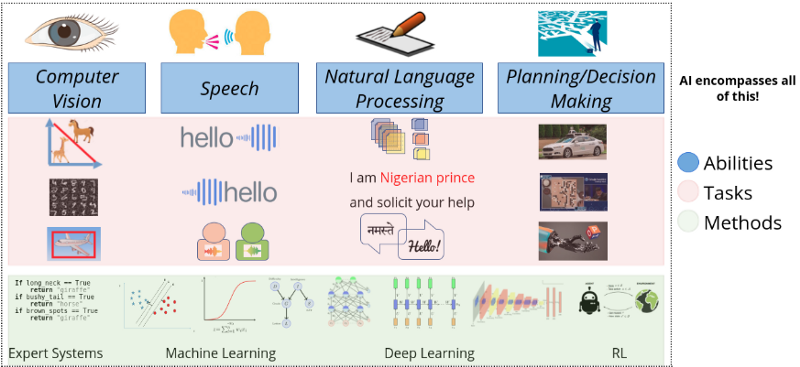 Computer
Vision
Speech
Natural Language
Processing
Planning/Decision
Making
AI encompasses all
of this!
hello
hello
I am Nigerian prince
and solicit your help
नमस्ते
Hello!
Abilities
Tasks
Methods
If long_neck == True
return "giraffe"
if bushy_tail == True
return "horse"
if brown_spots == True
return "giraffe"
Expert Systems
Machine Learning
Deep Learning
RL